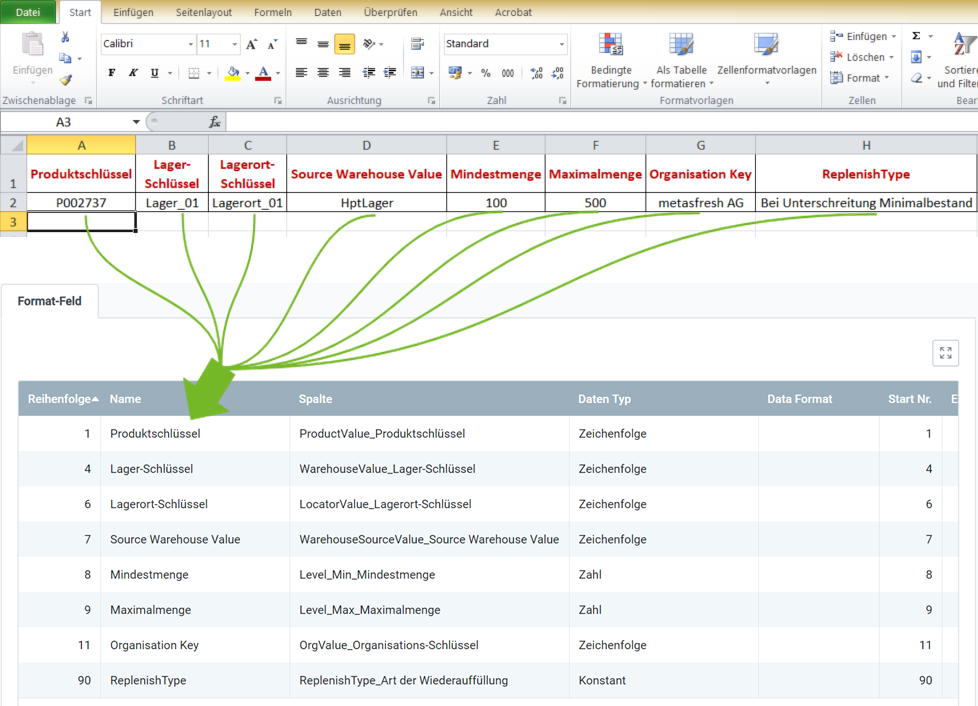 Datei Start Einfügen Seitenlayout Formeln Daten Überprüfen Ansicht Acrobat
Einfügen
Calibri 11
F K U
Standard
% 000
Bedingte Formatierung
Als Tabelle formatieren
Zellenformatvorlagen
Einfügen
Löschen
Format
Σ
Sortiere
und Filte
Zwischenablage Schriftart Ausrichtung Zahl Formatvorlagen Zellen Bear
A3 fx
A B C D E F G H
1 Produktschlüssel Lager-Schlüssel Lagerort-Schlüssel Source Warehouse Value Mindestmenge Maximalmenge Organisation Key ReplenishType
2 P002737 Lager_01 Lagerort_01 HptLager 100 500 metasfresh AG Bei Unterschreitung Minimalbestand
3
Format-Feld
Reihenfolge Name Spalte Daten Typ Data Format Start Nr. E
1 Produktschlüssel ProductValue_Produktschlüssel Zeichenfolge 1
4 Lager-Schlüssel WarehouseValue_Lager-Schlüssel Zeichenfolge 4
6 Lagerort-Schlüssel LocatorValue_Lagerort-Schlüssel Zeichenfolge 6
7 Source Warehouse Value WarehouseSourceValue_Source Warehouse Value Zeichenfolge 7
8 Mindestmenge Level_Min_Mindestmenge Zahl 8
9 Maximalmenge Level_Max_Maximalmenge Zahl 9
11 Organisation Key OrgValue_Organisations-Schlüssel Zeichenfolge 11
90 ReplenishType ReplenishType_Art der Wiederauffüllung Konstant 90